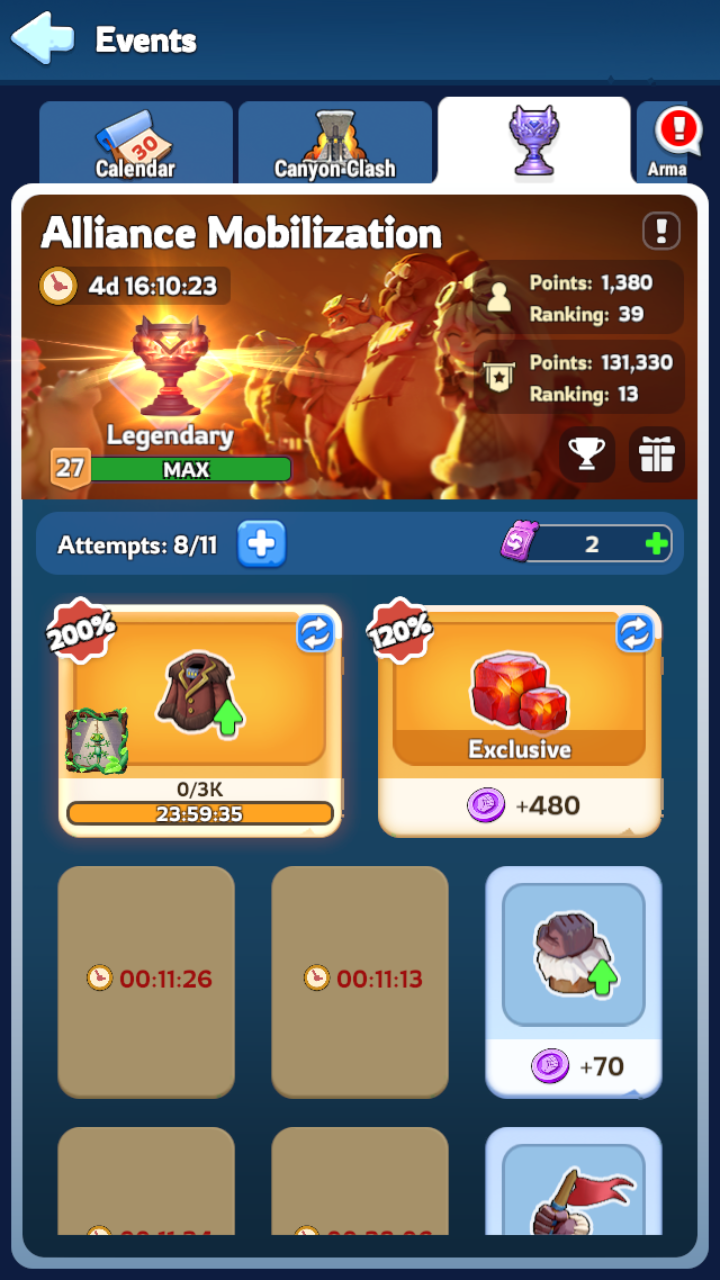 Events
30
Calendar
Canyon Clash
Arma
Alliance Mobilization
4d 16:10:23
Points: 1,380
Ranking: 39
Points: 131,330
Ranking: 13
Legendary
27
MAX
Attempts: 8/11
2
200%
120%
Exclusive
0/3K
23:59:35
+480
00:11:26
00:11:13
+70